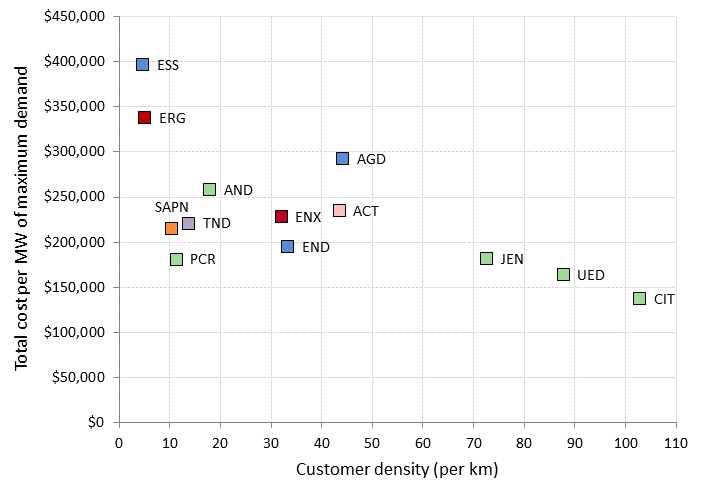 $450,000
$400,000
$350,000
$300,000
$250,000
$200,000
$150,000
$100,000
$50,000
$0
Total cost per MW of maximum demand
ESS
ERG
AGD
AND
SAPN
TND
ENX
ACT
END
PCR
JEN
UED
CIT
0 10 20 30 40 50 60 70 80 90 100 110
Customer density (per km)